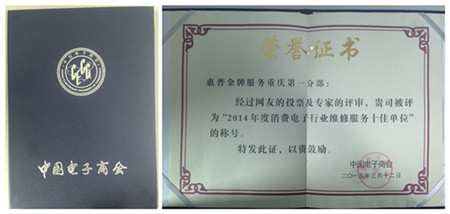 中国电子商会
荣誉证书
惠普金牌服务重庆第一分部：
经过网友的投票及专家的评审，贵司被评
为“2014年度消费电子行业维修服务十佳单位”
的称号。
特发此证，以资鼓励。
中国电子商会
二〇一五年三月十二日